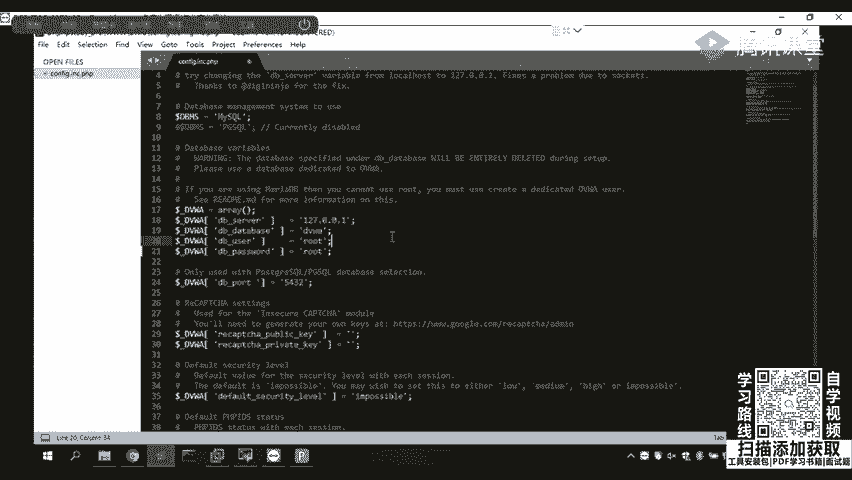 File Edit Selection Find View Goto Tools Project Preferences Help
腾讯课堂
OPEN FILES
config.inc.php
config.inc.php
4 # try changing the 'db_server' variable from localhost to 127.0.0.1. Fixes a problem due to sockets.
5 # Thanks to @digininja for the fix.
6
7 # Database management system to use
8 $DBMS = 'MySQL';
9 #$DBMS = 'PGSQL'; // Currently disabled
10
11 # Database variables
12 # WARNING: The database specified under db_database WILL BE ENTIRELY DELETED during setup.
13 # Please use a database dedicated to DVWA.
14 #
15 # If you are using MariaDB then you cannot use root, you must use create a dedicated DVWA user.
16 # See README.md for more information on this.
17 $_DVWA = array();
18 $_DVWA[ 'db_server' ] = '127.0.0.1';
19 $_DVWA[ 'db_database' ] = 'dvwa';
20 $_DVWA[ 'db_user' ] = 'root';
21 $_DVWA[ 'db_password' ] = 'root';
22
23 # Only used with PostgreSQL/PGSQL database selection.
24 $_DVWA[ 'db_port '] = '5432';
25
26 # ReCAPTCHA settings
27 # Used for the 'Insecure CAPTCHA' module
28 # You'll need to generate your own keys at: https://www.google.com/recaptcha/admin
29 $_DVWA[ 'recaptcha_public_key' ] = '';
30 $_DVWA[ 'recaptcha_private_key' ] = '';
31
32 # Default security level
33 # Default value for the security level with each session.
34 # The default is 'impossible'. You may wish to set this to either 'low', 'medium', 'high' or impossible'.
35 $_DVWA[ 'default_security_level' ] = 'impossible';
36
37 # Default PHPIDS status
38 # PHPIDS status with each session.
学习路线
自学视频
扫描添加获取
工具安装包|PDF学习书籍|面试题